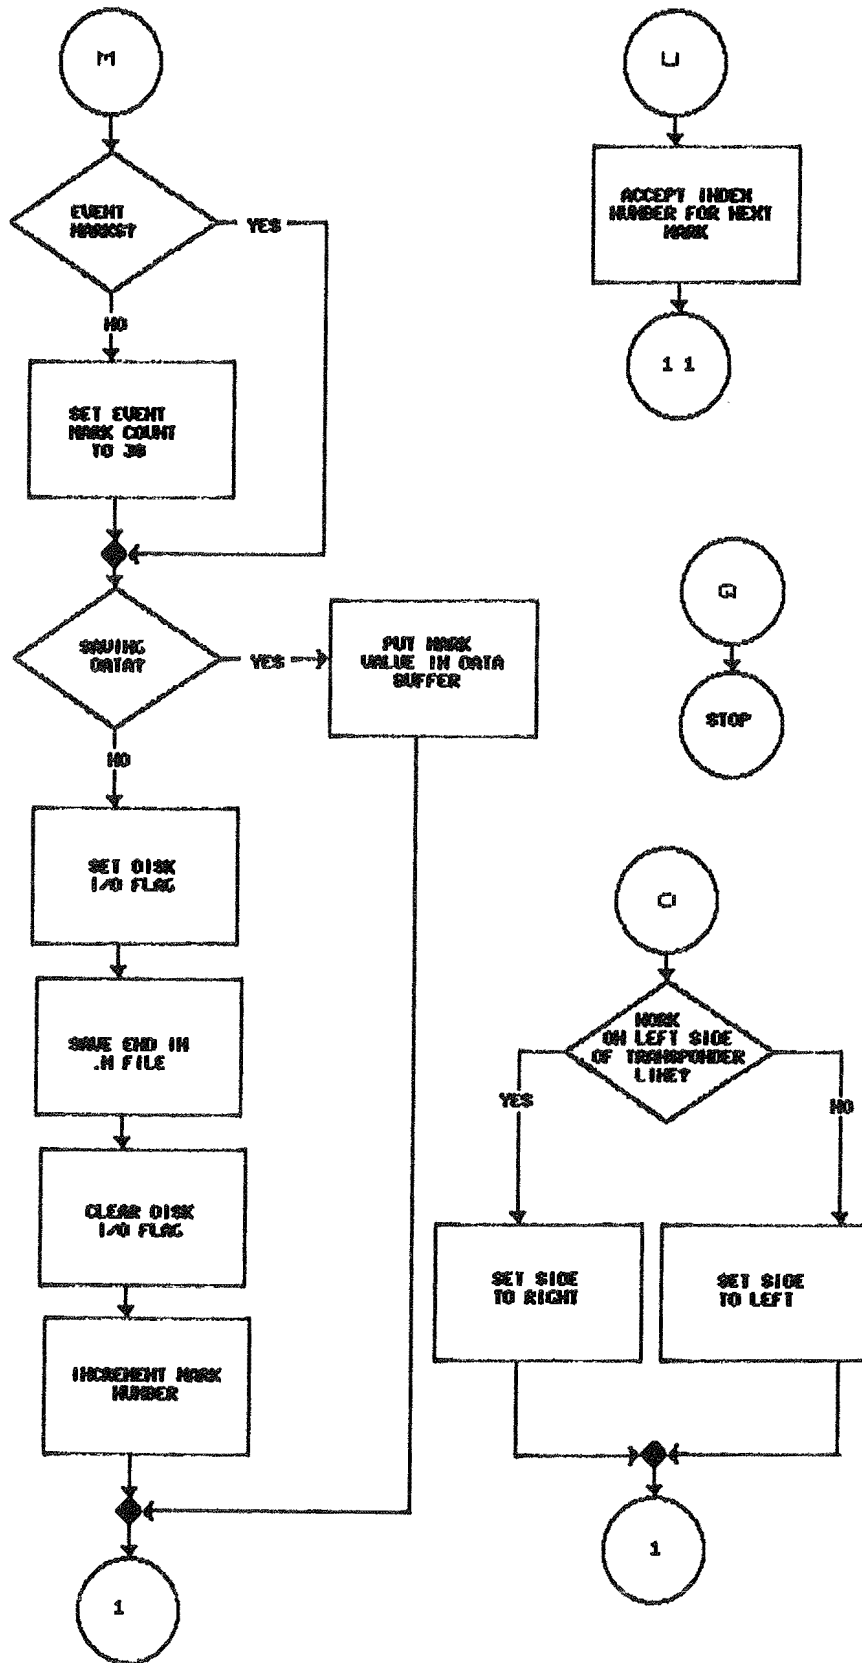 M
EVENT
MARKS?
YES
NO
SET EVENT
MARK COUNT
TO 30
SAVING
DATA?
YES
PUT MARK
VALUE IN DATA
BUFFER
NO
SET DISK
I/O FLAG
SAVE END IN
.M FILE
CLEAR DISK
I/O FLAG
INCREMENT MARK
NUMBER
1
U
ACCEPT INDEX
NUMBER FOR NEXT
MARK
1 1
Q
STOP
O
WORK
ON LEFT SIDE
OF TRANSPONDER
LINE?
YES
NO
SET SIDE
TO RIGHT
SET SIDE
TO LEFT
1